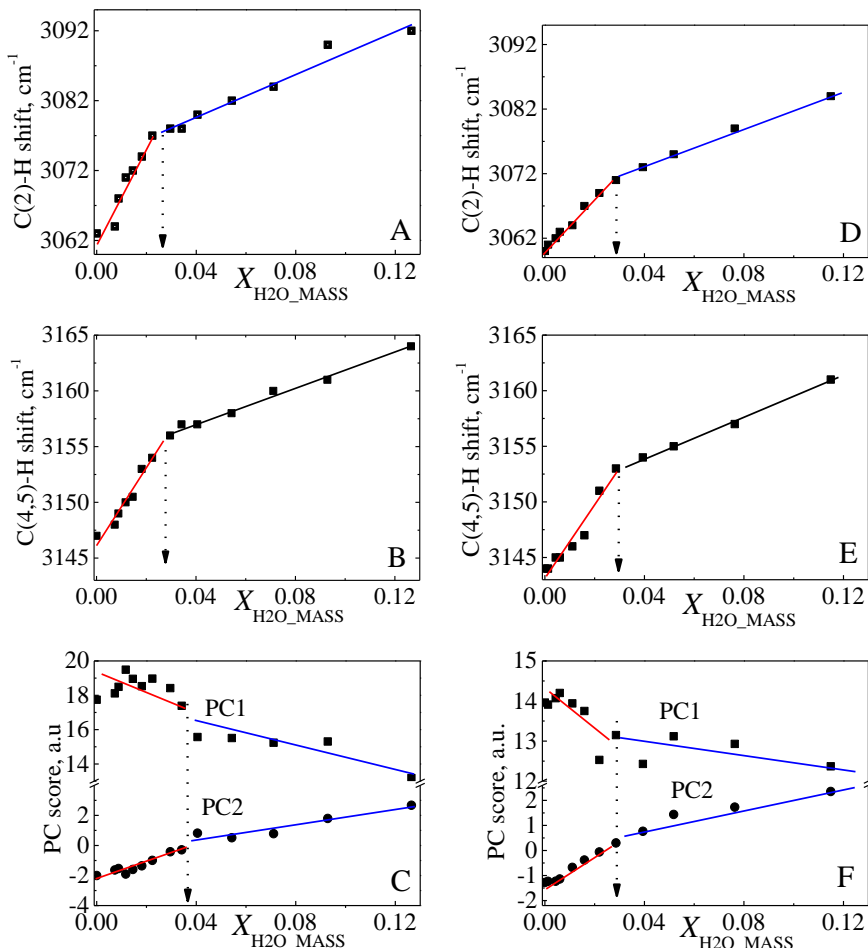 3092
3082
3072
3062
C(2)-H shift, cm-1
A
0.00 0.04 0.08 0.12
XH2O_MASS
3092
3082
3072
3062
C(2)-H shift, cm-1
D
0.00 0.04 0.08 0.12
XH2O_MASS
3165
3160
3155
3150
3145
C(4,5)-H shift, cm-1
B
0.00 0.04 0.08 0.12
XH2O_MASS
3165
3160
3155
3150
3145
C(4,5)-H shift, cm-1
E
0.00 0.04 0.08 0.12
XH2O_MASS
20
18
16
14
2
0
-2
-4
PC score, a.u
PC1
PC2
C
0.00 0.04 0.08 0.12
XH2O_MASS
15
14
13
12
2
1
0
-1
-2
PC score, a.u
PC1
PC2
F
0.00 0.04 0.08 0.12
XH2O_MASS